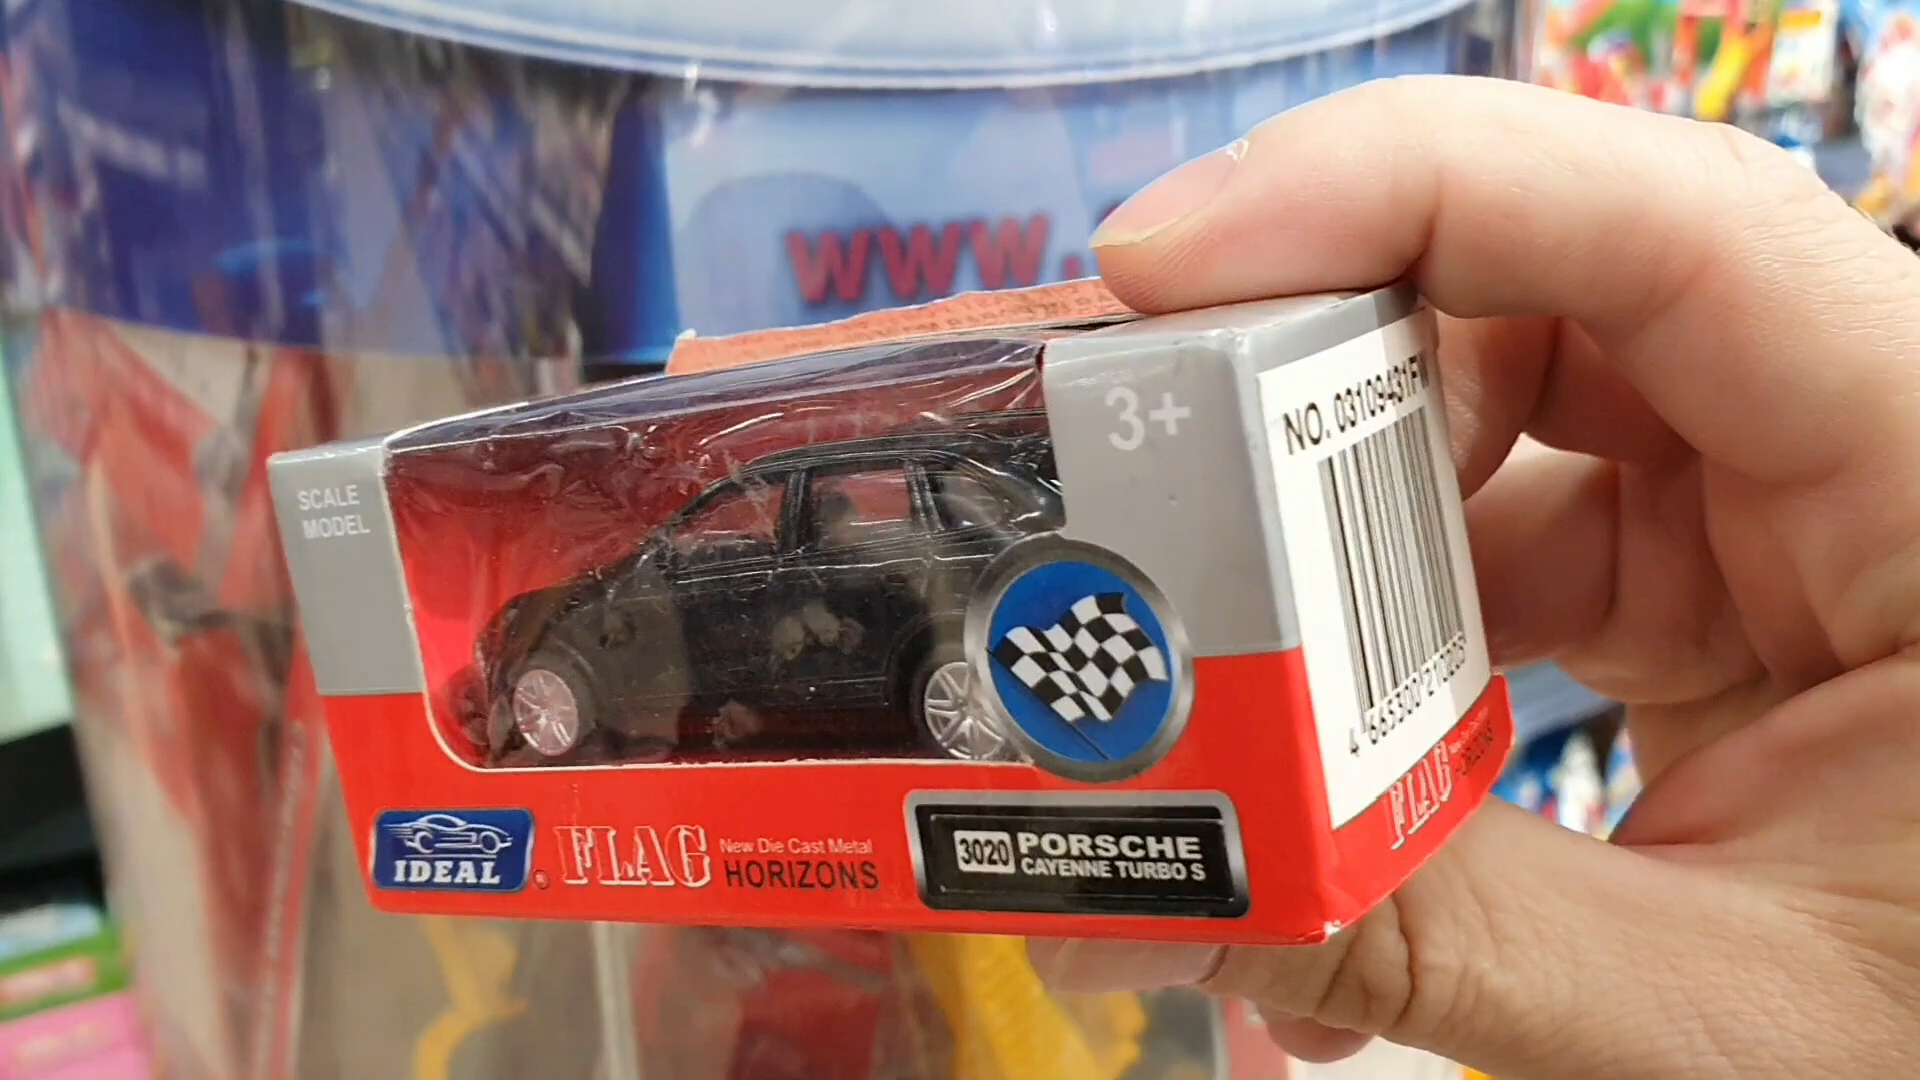 www.
SCALE
MODEL
3+
NO. 03109431FW
IDEAL
FLAG
New Die Cast Metal
HORIZONS
3020 PORSCHE
CAYENNE TURBO S
FLAG